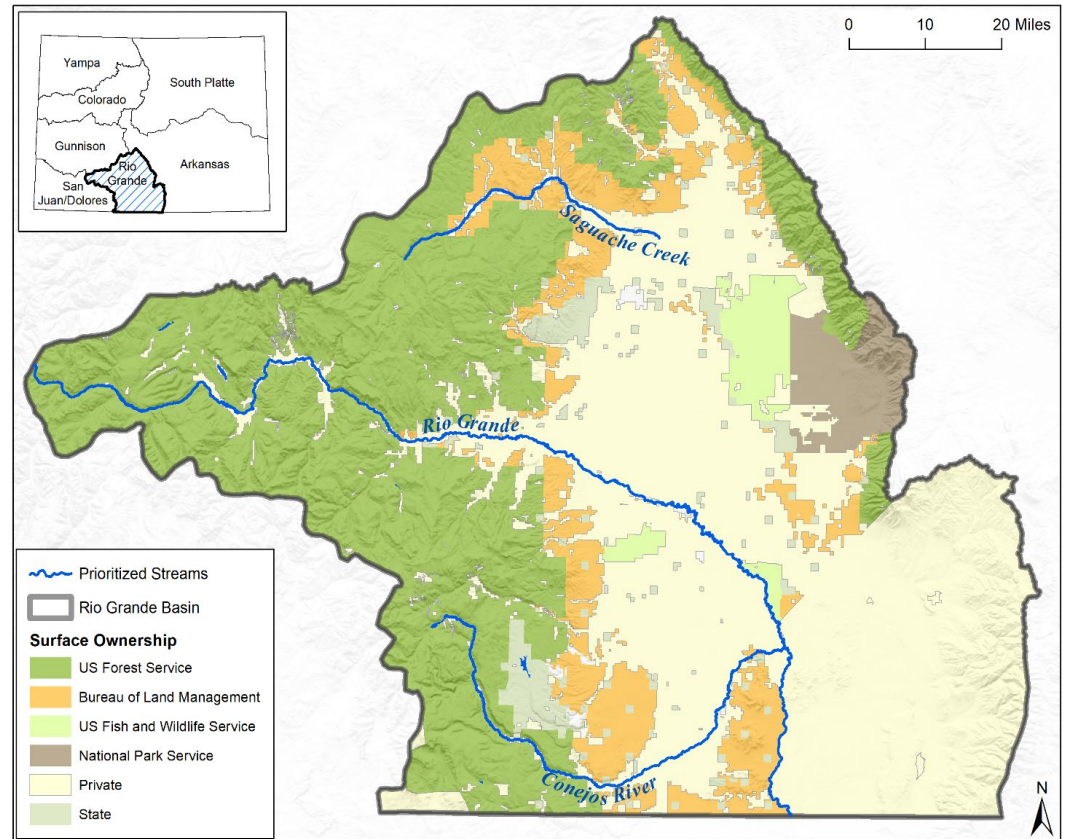 Yampa
South Platte
Colorado
Gunnison
Rio
Grande
Arkansas
San
Juan/Dolores
0 10 20 Miles
Saguache Creek
Rio Grande
Conejos River
Prioritized Streams
Rio Grande Basin
Surface Ownership
US Forest Service
Bureau of Land Management
US Fish and Wildlife Service
National Park Service
Private
State
N